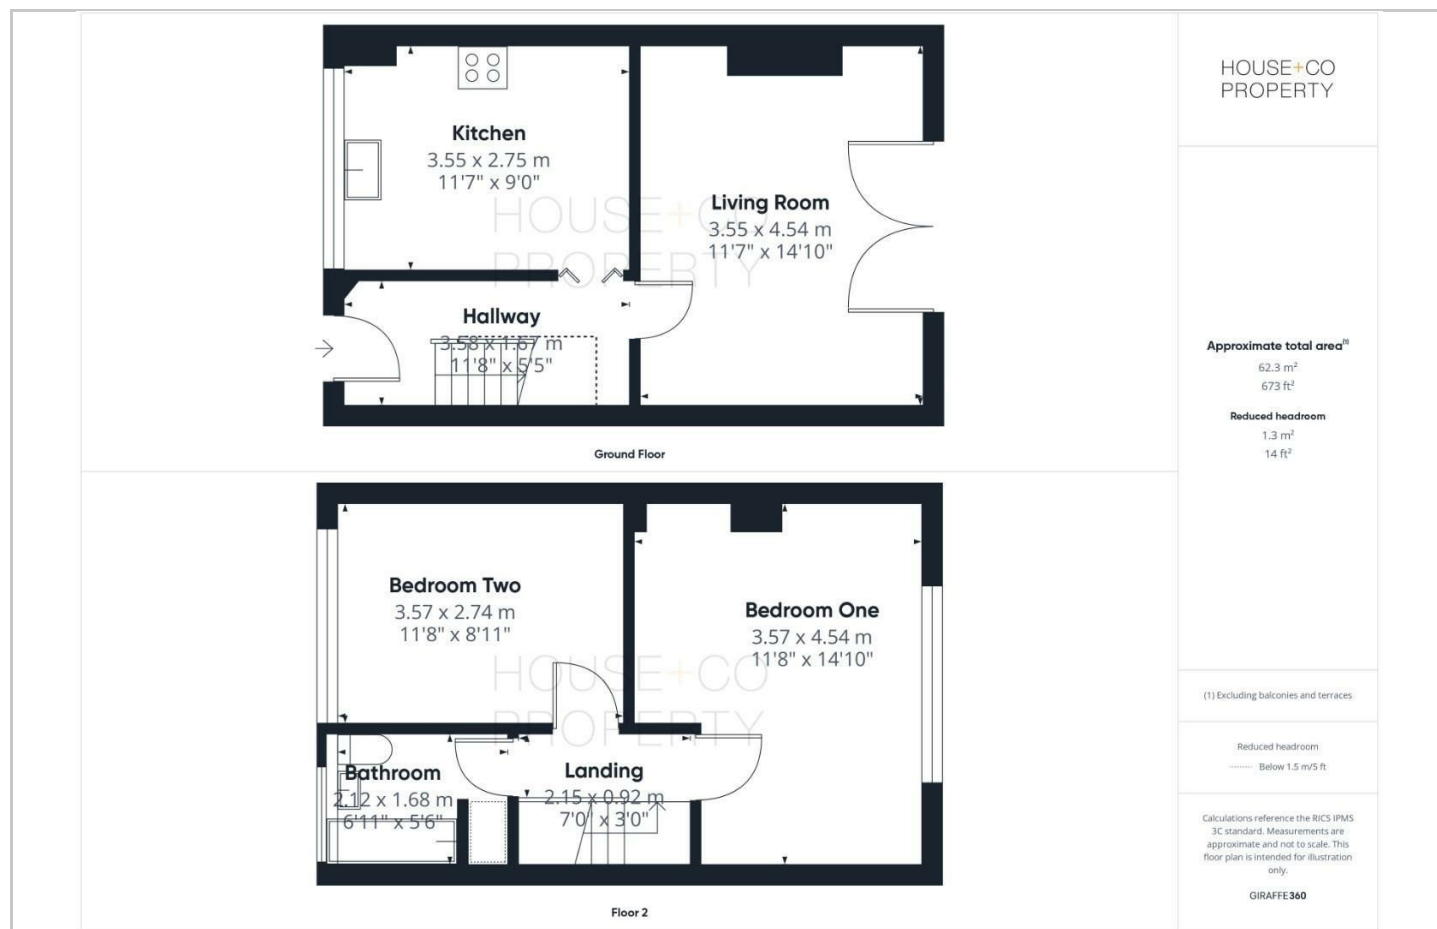 Kitchen
3.55 x 2.75 m
11'7" x 9'0"
Living Room
3.55 x 4.54 m
11'7" x 14'10"
HOUSE+CO
PROPERTY
Hallway
3.58 x 1.67 m
11'8" x 5'5"
Ground Floor
Bedroom Two
3.57 x 2.74 m
11'8" x 8'11"
Bedroom One
3.57 x 4.54 m
11'8" x 14'10"
HOUSE+CO
PROPERTY
Bathroom
2.12 x 1.68 m
6'11" x 5'6"
Landing
2.15 x 0.92 m
7'0" x 3'0"
Floor 2
HOUSE+CO
PROPERTY
Approximate total area(1)
62.3 m²
673 ft²
Reduced headroom
1.3 m²
14 ft²
(1) Excluding balconies and terraces
Reduced headroom
Below 1.5 m/5 ft
Calculations reference the RICS IPMS
3C standard. Measurements are
approximate and not to scale. This
floor plan is intended for illustration
only.
GIRAFFE360